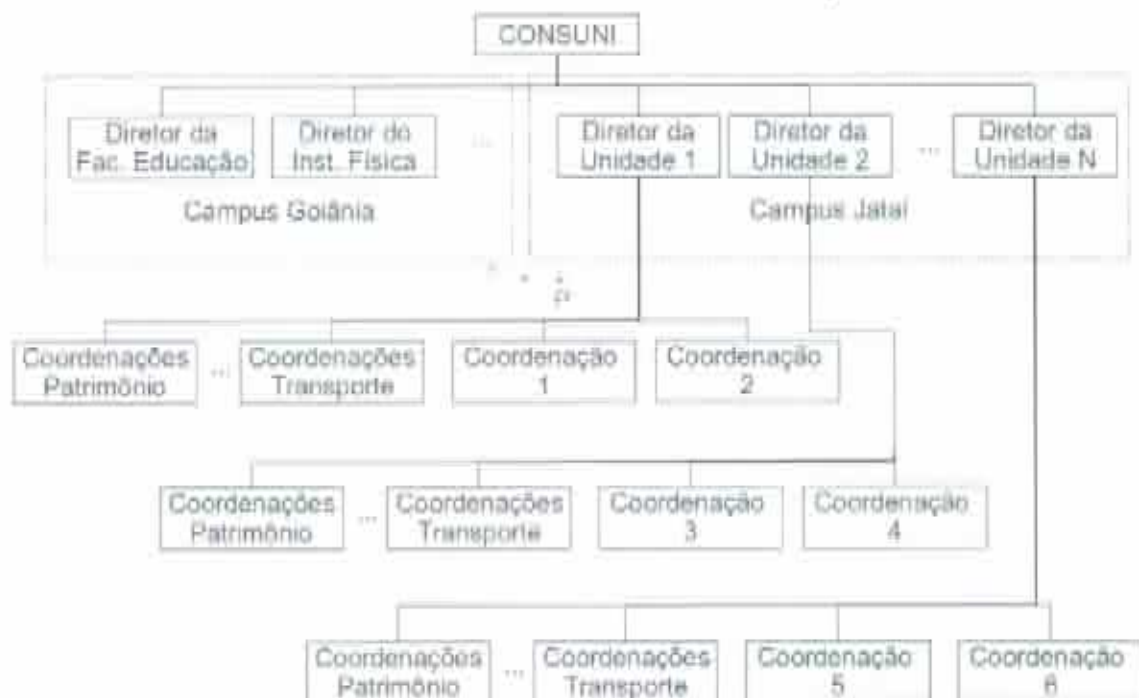 CONSUNI
Diretor da
Fac. Educação
Diretor do
Inst. Física
...
Diretor da
Unidade 1
Diretor da
Unidade 2
...
Diretor da
Unidade N
Campus Goiânia
Campus Jataí
Coordenações
Patrimônio
...
Coordenações
Transporte
Coordenação
1
Coordenação
2
Coordenações
Patrimônio
...
Coordenações
Transporte
Coordenação
3
Coordenação
4
Coordenações
Patrimônio
...
Coordenações
Transporte
Coordenação
5
Coordenação
6